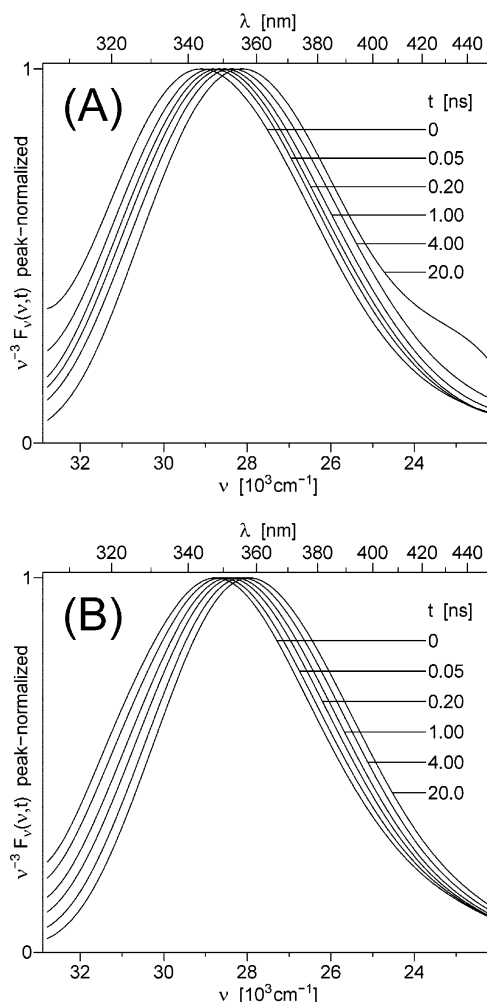 λ [nm]
320 340 360 380 400 420 440
1
(A)
t [ns]
0
0.05
0.20
1.00
4.00
20.0
ν⁻³ Fᵥ(ν,t) peak−normalized
0
32 30 28 26 24
ν [10³cm⁻¹]
λ [nm]
320 340 360 380 400 420 440
1
(B)
t [ns]
0
0.05
0.20
1.00
4.00
20.0
ν⁻³ Fᵥ(ν,t) peak−normalized
0
32 30 28 26 24
ν [10³cm⁻¹]